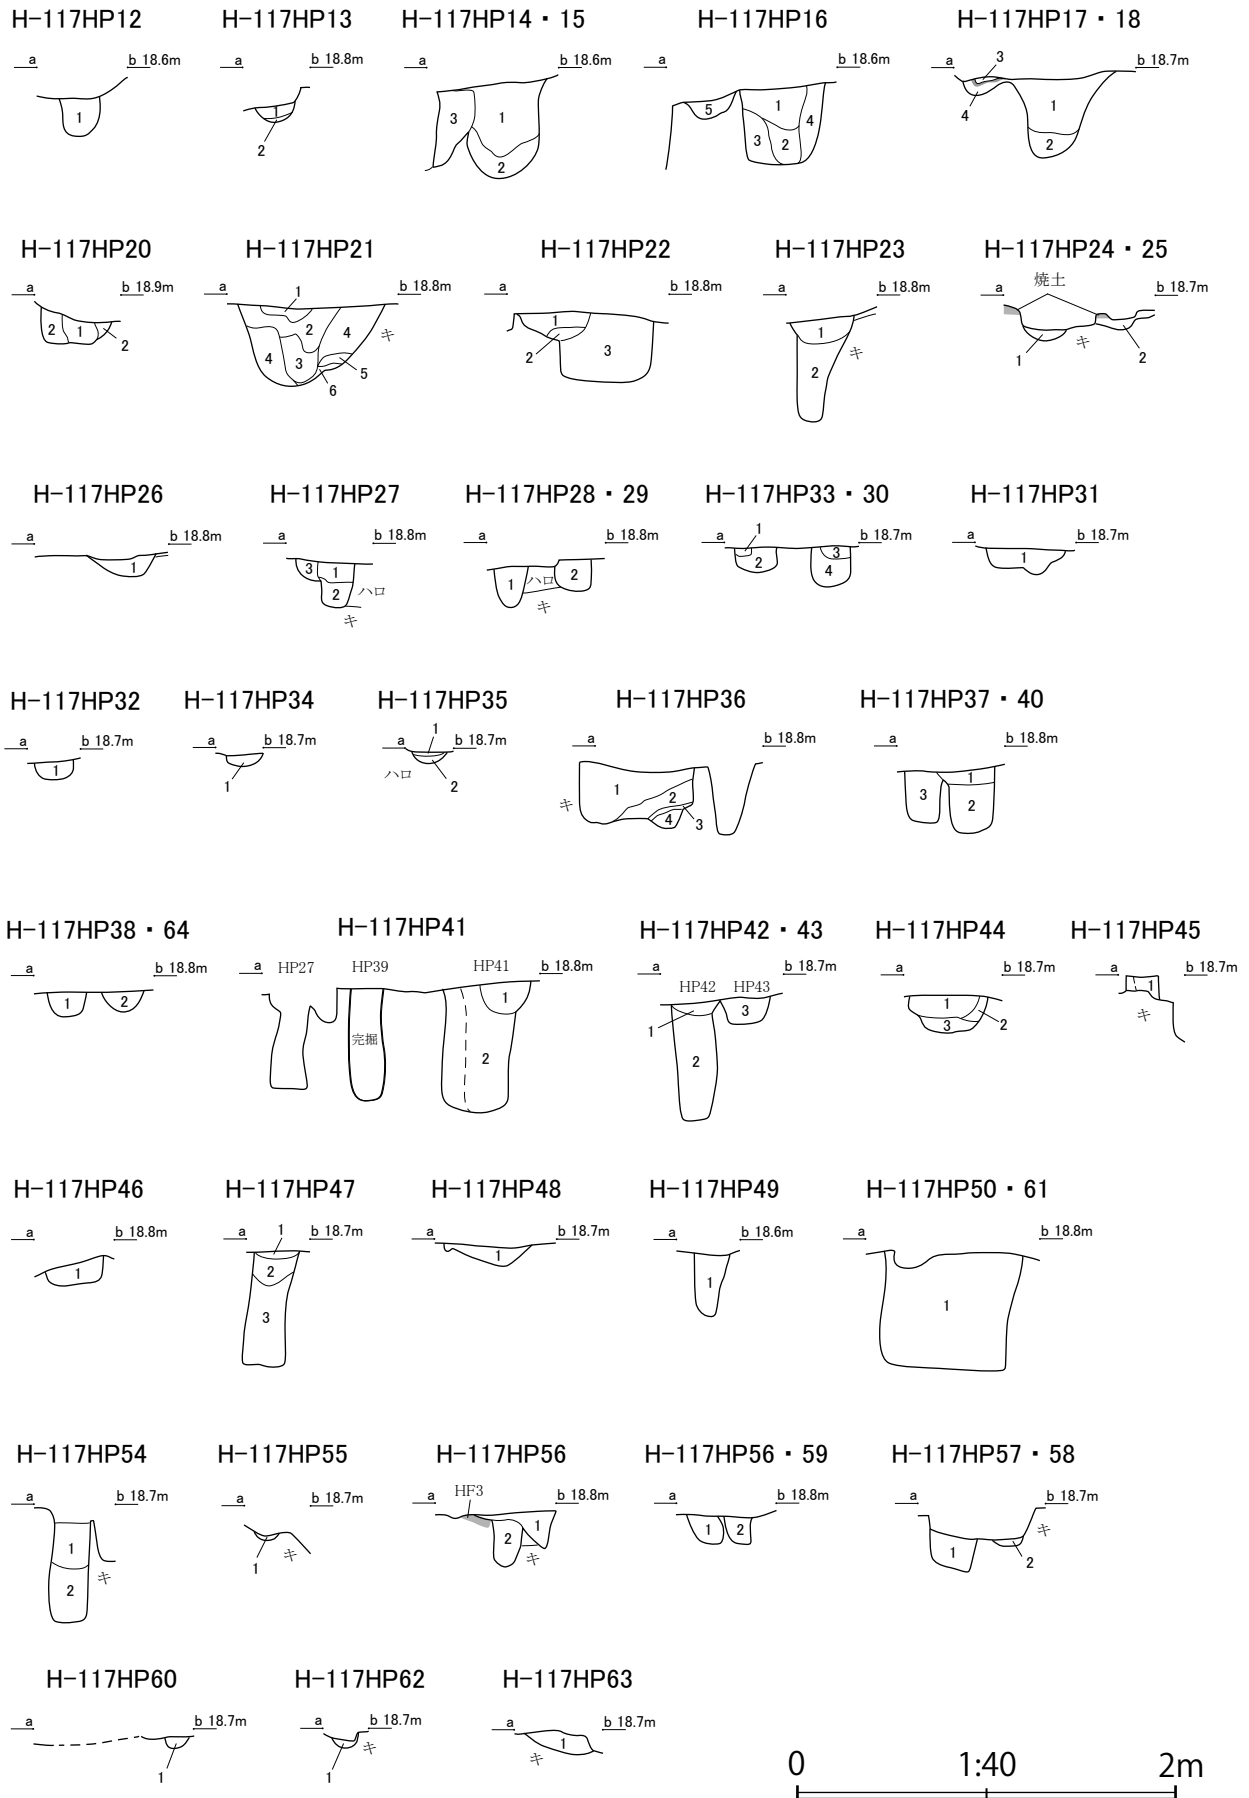 H-117HP12 H-117HP13 H-117HP14・15 H-117HP16 H-117HP17・18
a b 18.6m a b 18.8m a b 18.6m a b 18.6m a b 18.7m
1
1 2
3 1 2
5 1 4 3 2
3 4 1 2
H-117HP20 H-117HP21 H-117HP22 H-117HP23 H-117HP24・25
a b 18.9m a b 18.8m a b 18.8m a b 18.8m a b 18.7m
2 1 2
1 2 4 4 3 5 6 キ
1 2 3
1 2 キ
焼土 1 キ 2
H-117HP26 H-117HP27 H-117HP28・29 H-117HP33・30 H-117HP31
a b 18.8m a b 18.8m a b 18.8m a b 18.7m a b 18.7m
1
3 1 2 ハロ キ
1 ハロ 2 キ
1 2 3 4
1
H-117HP32 H-117HP34 H-117HP35 H-117HP36 H-117HP37・40
a b 18.7m a b 18.7m a b 18.7m a b 18.8m a b 18.8m
1
1
1 ハロ 2
キ 1 2 4 3
3 1 2
H-117HP38・64 H-117HP41 H-117HP42・43 H-117HP44 H-117HP45
a b 18.8m a b 18.8m a b 18.7m a b 18.7m a b 18.7m
1 2
HP27 HP39 HP41
完掘 1 2
HP42 HP43
1 3 2
1 3 2
1 キ
H-117HP46 H-117HP47 H-117HP48 H-117HP49 H-117HP50・61
a b 18.8m a b 18.7m a b 18.7m a b 18.6m a b 18.8m
1
1 2 3
1
1
1
H-117HP54 H-117HP55 H-117HP56 H-117HP56・59 H-117HP57・58
a b 18.7m a b 18.7m a b 18.8m a b 18.8m a b 18.7m
1 2 キ
1 キ
HF3 2 1 キ
1 2
1 2 キ
H-117HP60 H-117HP62 H-117HP63
a b 18.7m a b 18.7m a b 18.7m
1
1 キ
1 キ
0 1:40 2m